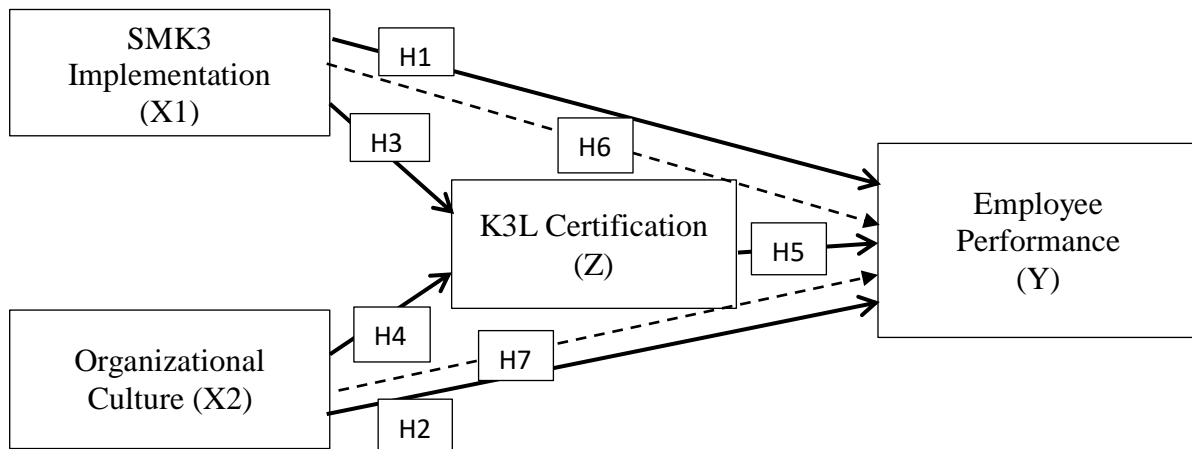 SMK3
Implementation
(X1)
H1
H3
H6
K3L Certification
(Z)
H5
Employee
Performance
(Y)
H4
H7
Organizational
Culture (X2)
H2